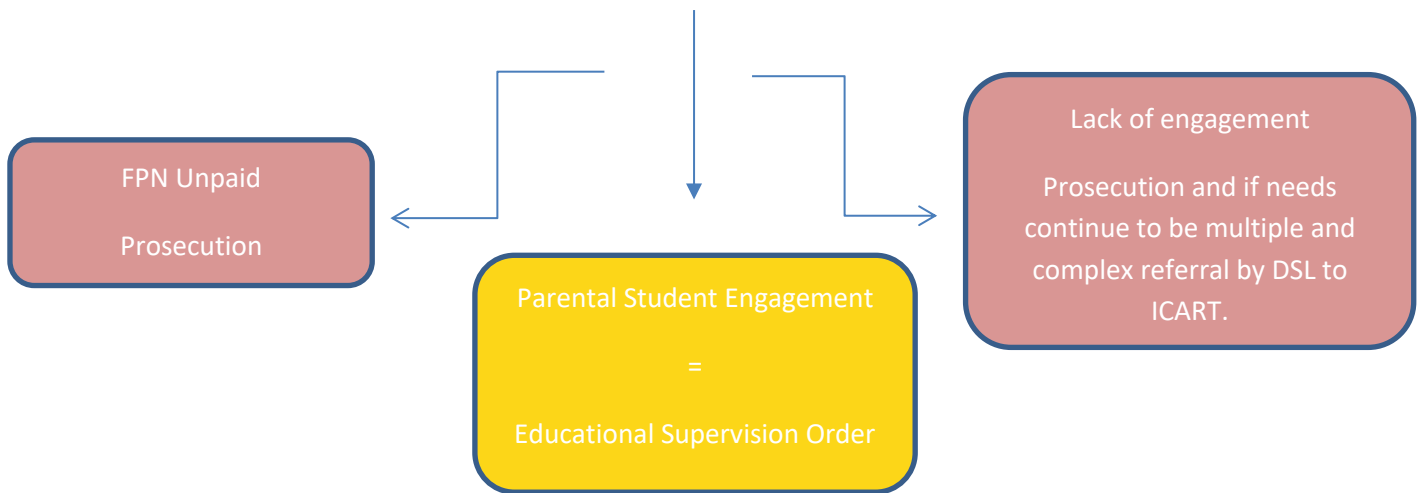 FPN Unpaid
Prosecution
Parental Student Engagement
=
Educational Supervision Order
Lack of engagement
Prosecution and if needs
continue to be multiple and
complex referral by DSL to
ICART.